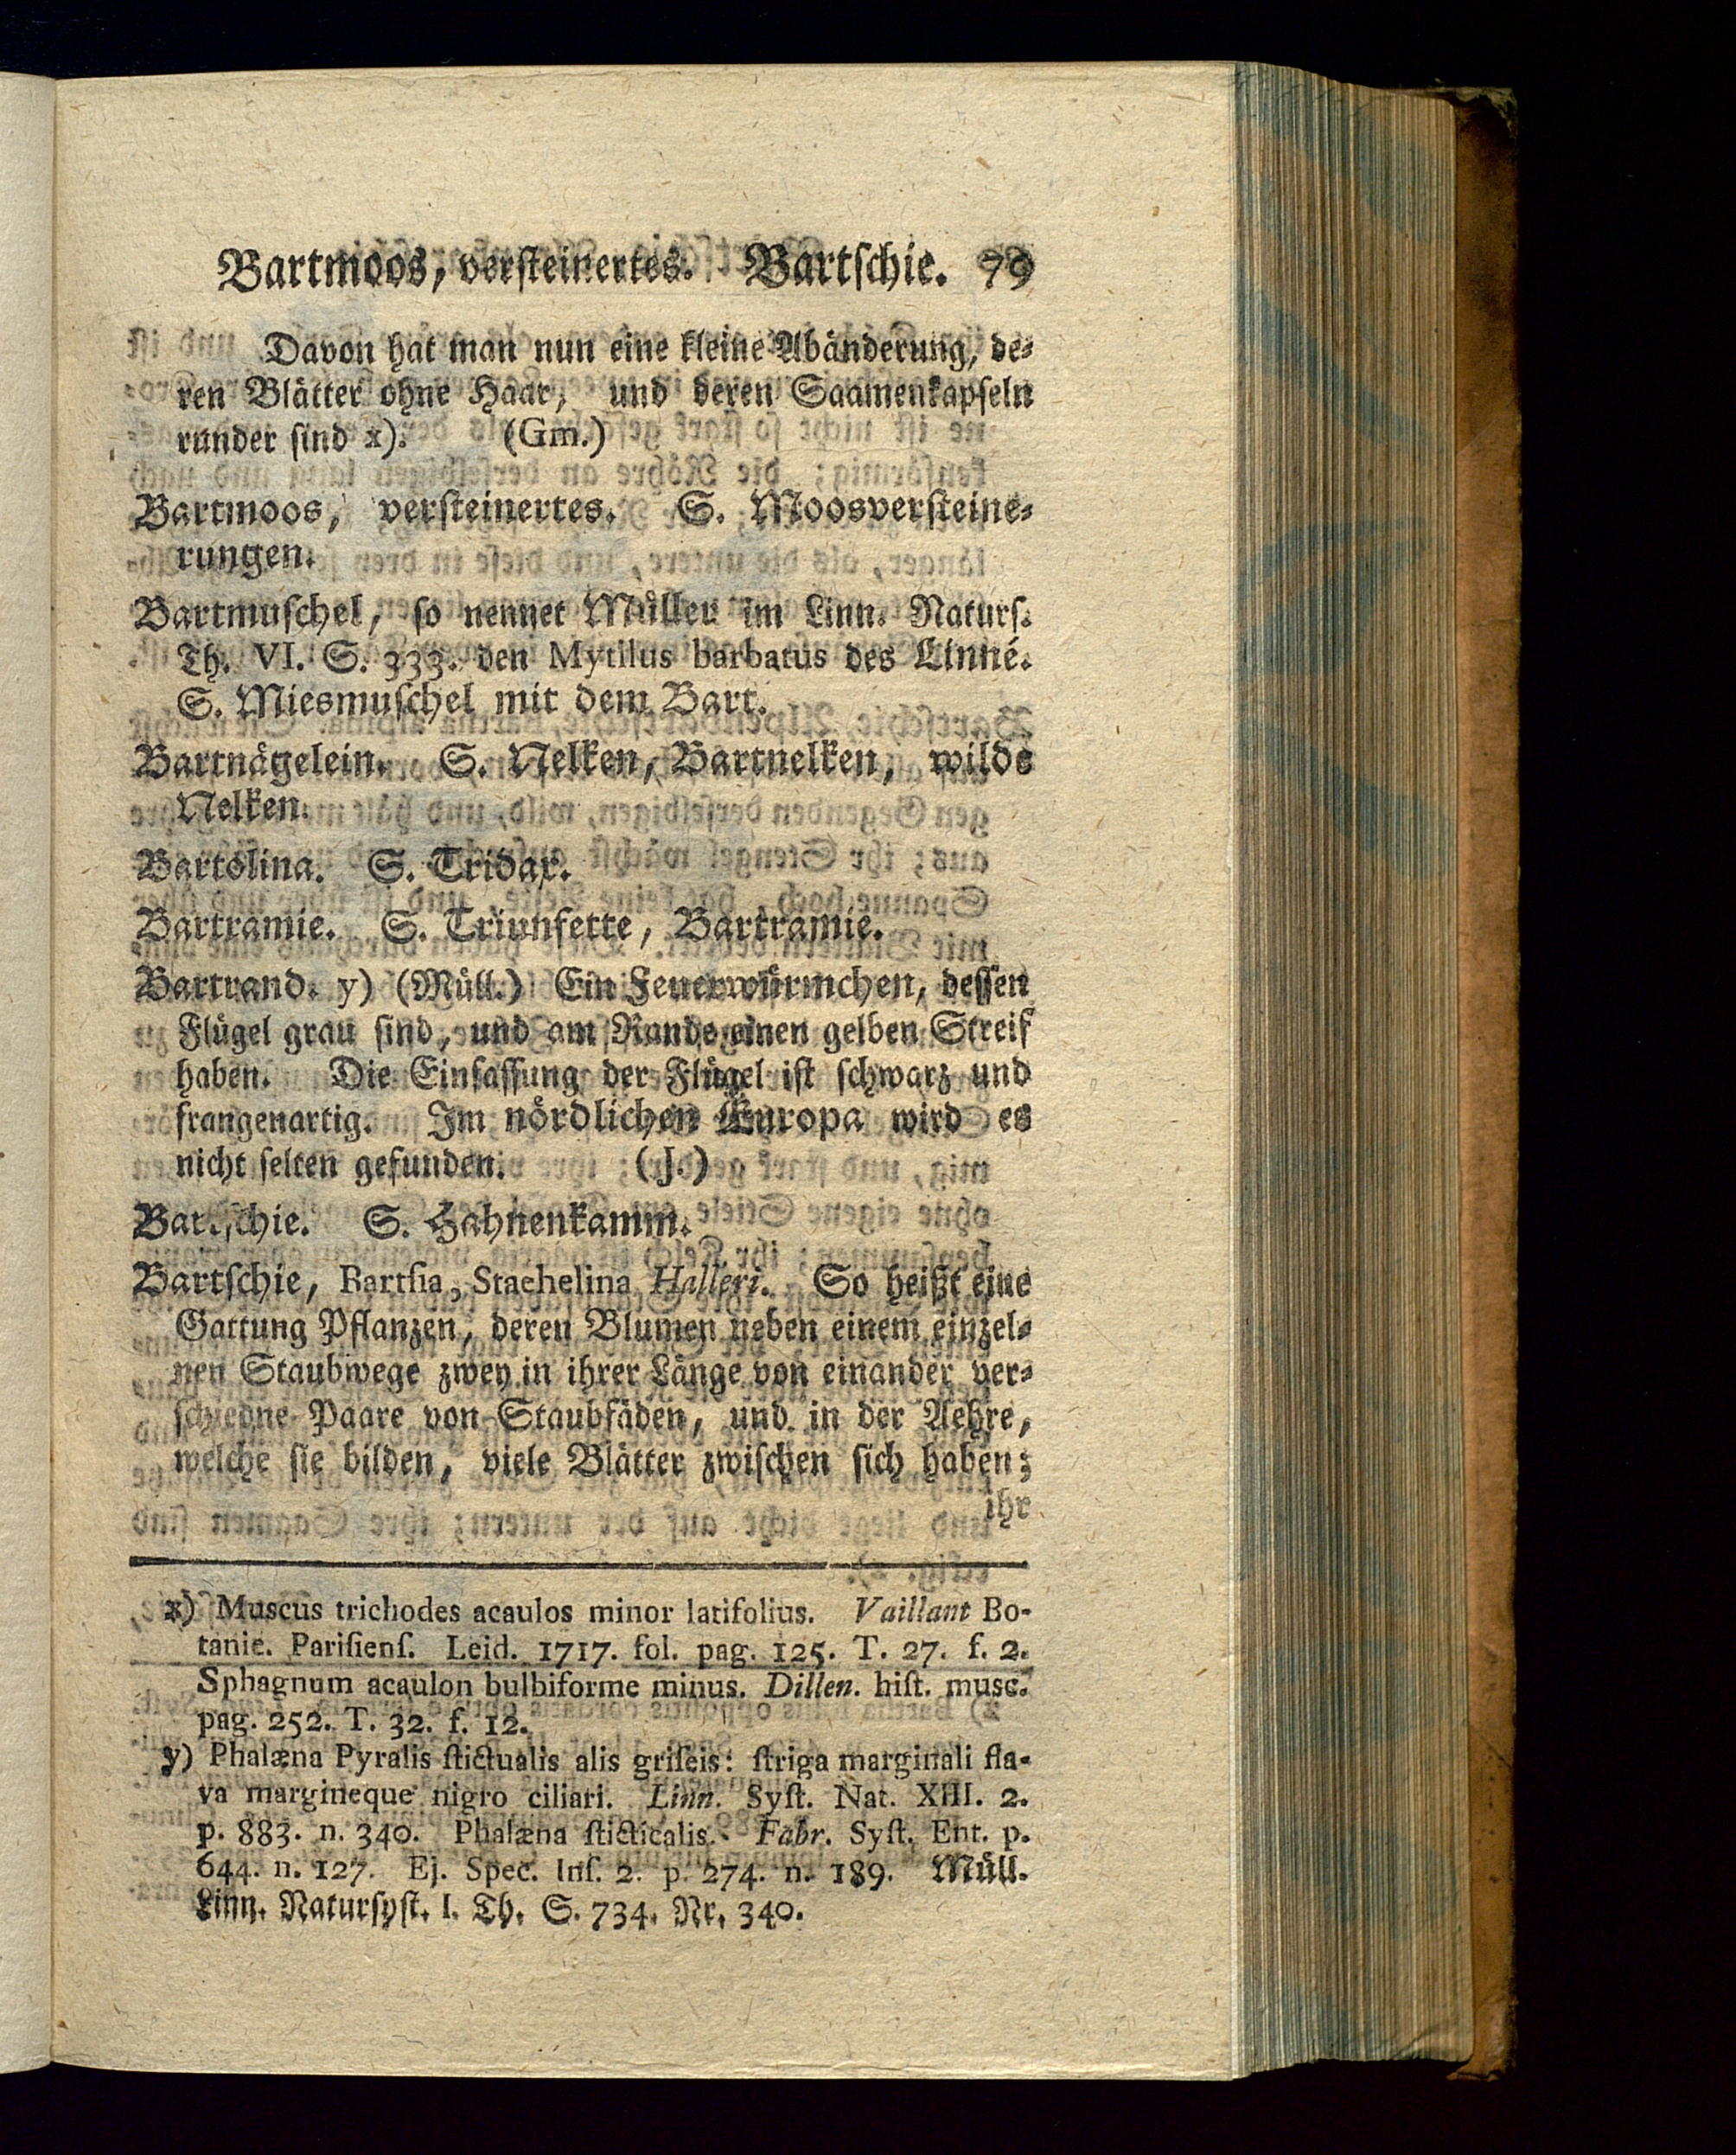 Bartmoos, versteinertes. Bartſchie. 79
Davon hat man nun eine kleine Abänderung, de-
ren Blätter ohne Haar, und deren Saamenkapſeln
runder ſind x). (Gm.)
Bartmoos, verſteinertes. S. Moosverſteine-
rungen.
Bartmuſchel, ſo nennet Müller im Linn. Naturſ.
Th. VI. S. 333. den Mytilus barbatus des Linné.
S. Miesmuſchel mit dem Bart.
Bartnägelein. S. Nelken, Bartnelken, wilde
Nelken.
Bartolina. S. Tridax.
Bartramie. S. Triunfette, Bartramie.
Bartrand. y) (Müll.) Ein Feuerwürmchen, deſſen
Flügel grau ſind, und am Rande einen gelben Streif
haben. Die Einfaſſung der Flügel iſt ſchwarz und
frangenartig. Im nördlichen Europa wird es
nicht ſelten gefunden. (J.)
Bartſchie. S. Hahnenkamm.
Bartſchie, Bartſia, Staehelina Halleri. So heißt eine
Gattung Pflanzen, deren Blumen neben einem einzel-
nen Staubwege zwey in ihrer Länge von einander ver-
ſchiedne Paare von Staubfäden, und in der Aehre,
welche ſie bilden, viele Blätter zwiſchen ſich haben;
ihr
x) Muscus trichodes acaulos minor latifolius. Vaillant Bo-
tanic. Pariſienſ. Leid. 1717. fol. pag. 125. T. 27. f. 2.
Sphagnum acaulon bulbiforme minus. Dillen. hiſt. musc.
pag. 252. T. 32. f. 12.
y) Phalæna Pyralis ſtictualis alis griſeis: ſtriga marginali fla-
va margineque nigro ciliari. Linn. Syſt. Nat. XIII. 2.
p. 883. n. 340. Phalæna ſticticalis. Fabr. Syſt. Ent. p.
644. n. 127. Ej. Spec. Inſ. 2. p. 274. n. 189. Müll.
Linn. Naturſyſt. I. Th. S. 734. Nr. 340.